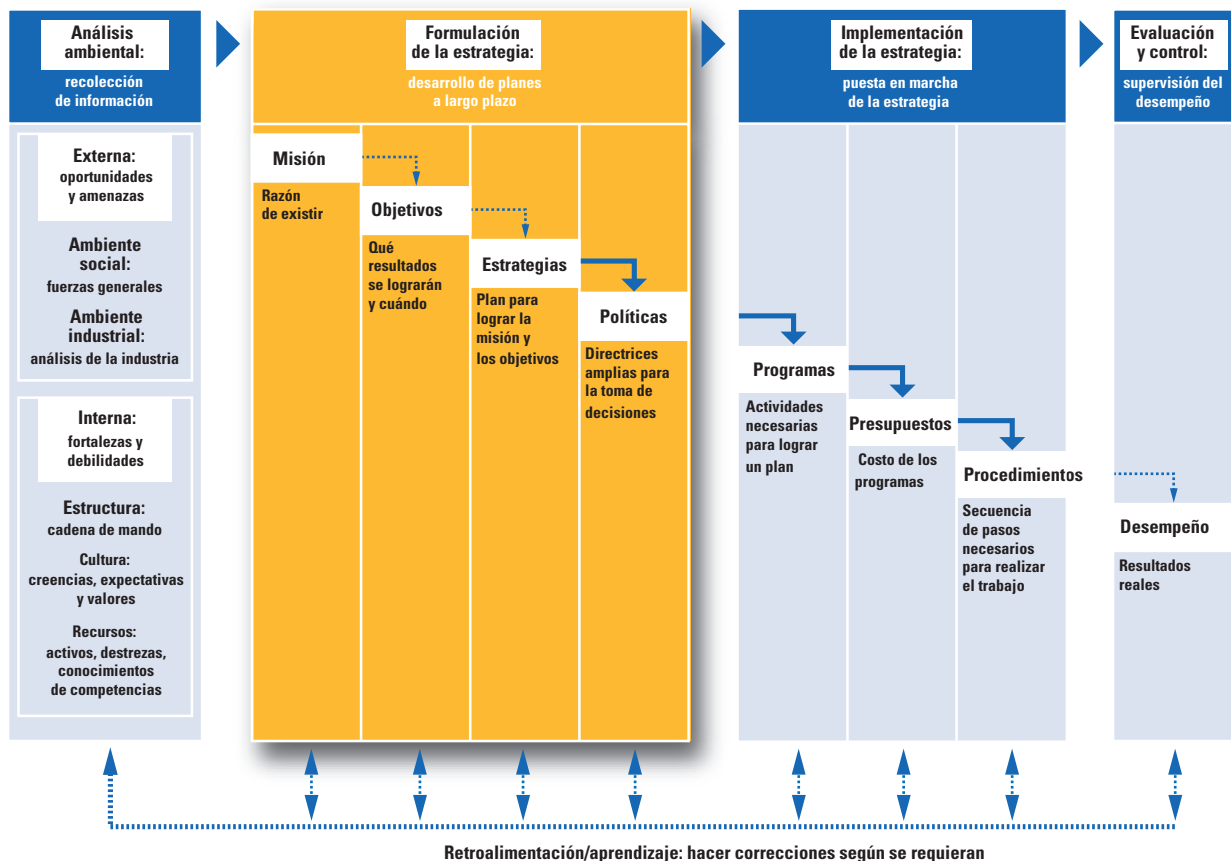 Análisis
ambiental:
recolección
de información
Externa:
oportunidades
y amenazas
Ambiente
social:
fuerzas generales
Ambiente
industrial:
análisis de la industria
Interna:
fortalezas y
debilidades
Estructura:
cadena de mando
Cultura:
creencias, expectativas
y valores
Recursos:
activos, destrezas,
conocimientos
de competencias
Formulación
de la estrategia:
desarrollo de planes
a largo plazo
Misión
Razón
de existir
Objetivos
Qué
resultados
se lograrán
y cuándo
Estrategias
Plan para
lograr la
misión y
los objetivos
Políticas
Directrices
amplias para
la toma de
decisiones
Implementación
de la estrategia:
puesta en marcha
de la estrategia
Programas
Actividades
necesarias
para lograr
un plan
Presupuestos
Costo de los
programas
Procedimientos
Secuencia
de pasos
necesarios
para realizar
el trabajo
Evaluación
y control:
supervisión del
desempeño
Desempeño
Resultados
reales
Retroalimentación/aprendizaje: hacer correcciones según se requieran